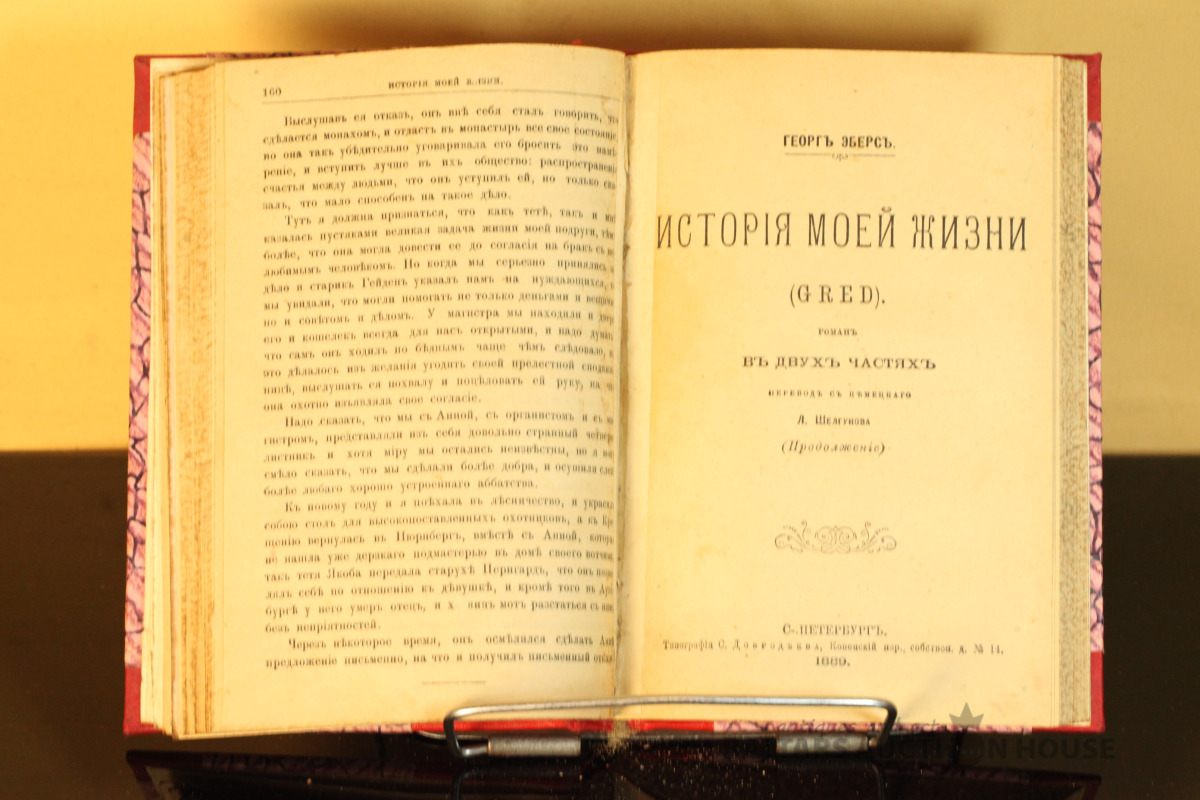 160
ИСТОРІЯ МОЕЙ
Выслушавъ ея отказъ, онъ внѣ себя сталъ говорить,
сдѣлается монахомъ, и отдастъ въ монастырь все свое состояніе,
но она такъ убѣдительно уговаривала его бросить это
реніе, и вступить лучше въ ихъ общество: распространені
счастья между людьми, что онъ уступилъ ей, но только
залъ, что мало способенъ на такое дѣло.
Тутъ я должна признаться, что какъ тетѣ, такъ и
казалась пустяками великая задача жизни моей подруги,
болѣе, что она могла довести ее до согласія на бракъ съ
любимымъ человѣкомъ. Но когда мы серьезно принялись
дѣло и старикъ Гейденъ указалъ намъ на нуждающихся,
мы увидали, что могли помогать не только деньгами и вещами
но и совѣтомъ и дѣломъ. У магистра мы находили и
его и кошелекъ всегда для насъ открытыми, и надо
что самъ онъ ходилъ по бѣднымъ чаще чѣмъ слѣдовало,
это дѣлалось изъ желанія угодить своей прелестной
ницѣ, выслушать ея похвалу и поцѣловать ей руку, на
она охотно изъявляла свое согласіе.
Надо сказать, что мы съ Анной, съ органистомъ и съ
гистромъ, представляли изъ себя довольно странный
листникъ и хотя міру мы остались неизвѣстны, но я
смѣло сказать, что мы сдѣлали болѣе добра, и осушили
болѣе любаго хорошо устроеннаго аббатства.
Къ новому году и я поѣхала въ лѣсничество, и
собою столъ для высокопоставленныхъ охотниковъ, а къ
щенію вернулась въ Нюрнбергъ, вмѣстѣ съ Анной,
не нашла уже дерзкаго подмастерью въ домѣ своего
такъ тетя Якоба передала старухѣ Пернгардъ, что онъ
лялъ себѣ по отношенію къ дѣвушкѣ, и кромѣ того въ
бургѣ у него умеръ отецъ, и разстаться съ
безъ непріятностей.
Черезъ нѣкоторое время, онъ осмѣлился сдѣлать
предложеніе письменно, на что и получилъ письменный
ГЕОРГЪ ЭБЕРСЪ.
ИСТОРІЯ МОЕЙ ЖИЗНИ
(GRED).
РОМАНЪ
ВЪ ДВУХЪ ЧАСТЯХЪ
ПЕРЕВОДЪ СЪ НѢМЕЦКАГО
Л. Шелгунова
(Продолженіе)
С.-ПЕТЕРБУРГЪ,
Типографія С. Добродѣева, Ковенскій пер., собствен. д. № 14.
1889.
HOUSE